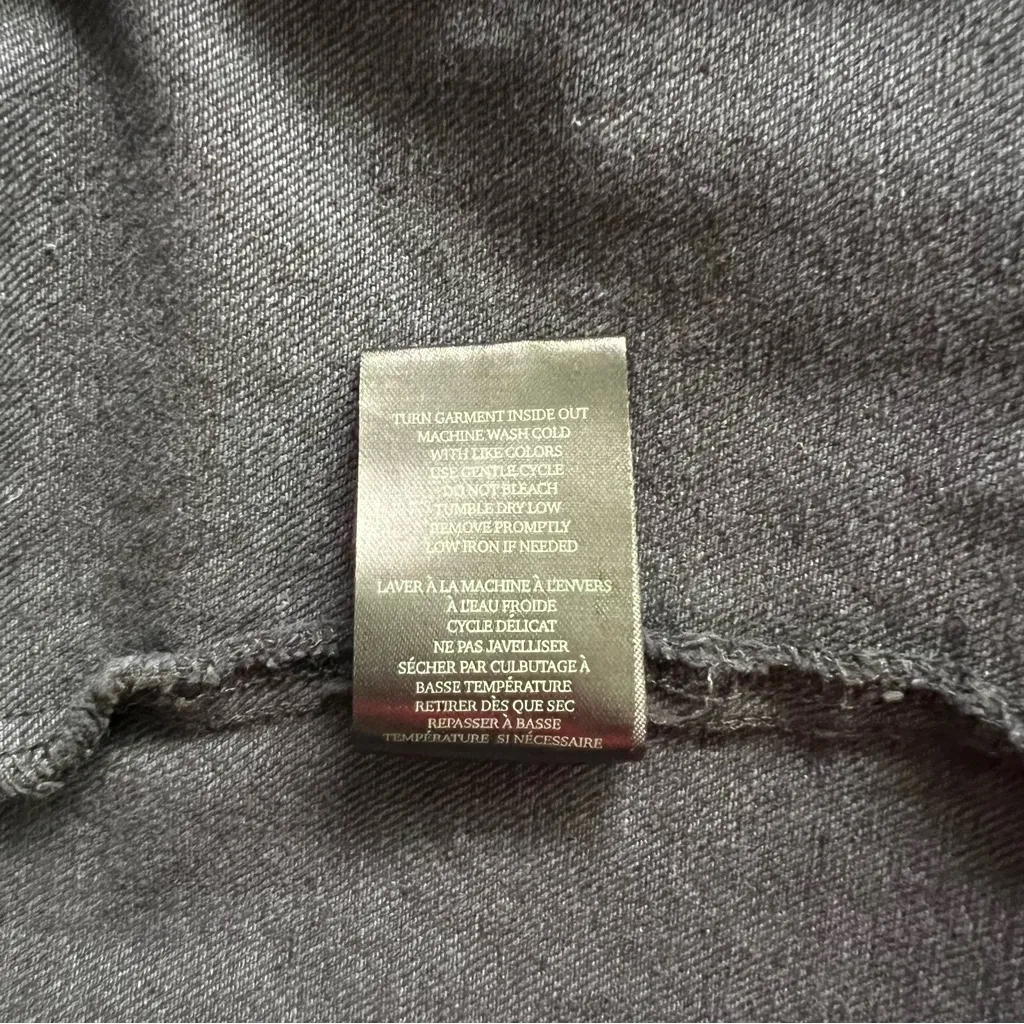 TURN GARMENT INSIDE OUT
MACHINE WASH COLD
WITH LIKE COLORS
USE GENTLE CYCLE
DO NOT BLEACH
TUMBLE DRY LOW
REMOVE PROMPTLY
LOW IRON IF NEEDED
LAVER À LA MACHINE À L'ENVERS
À L'EAU FROIDE
CYCLE DÉLICAT
NE PAS JAVELLISER
SÉCHER PAR CULBUTAGE À
BASSE TEMPÉRATURE
RETIRER DÈS QUE SEC
REPASSER À BASSE
TEMPÉRATURE SI NÉCESSAIRE